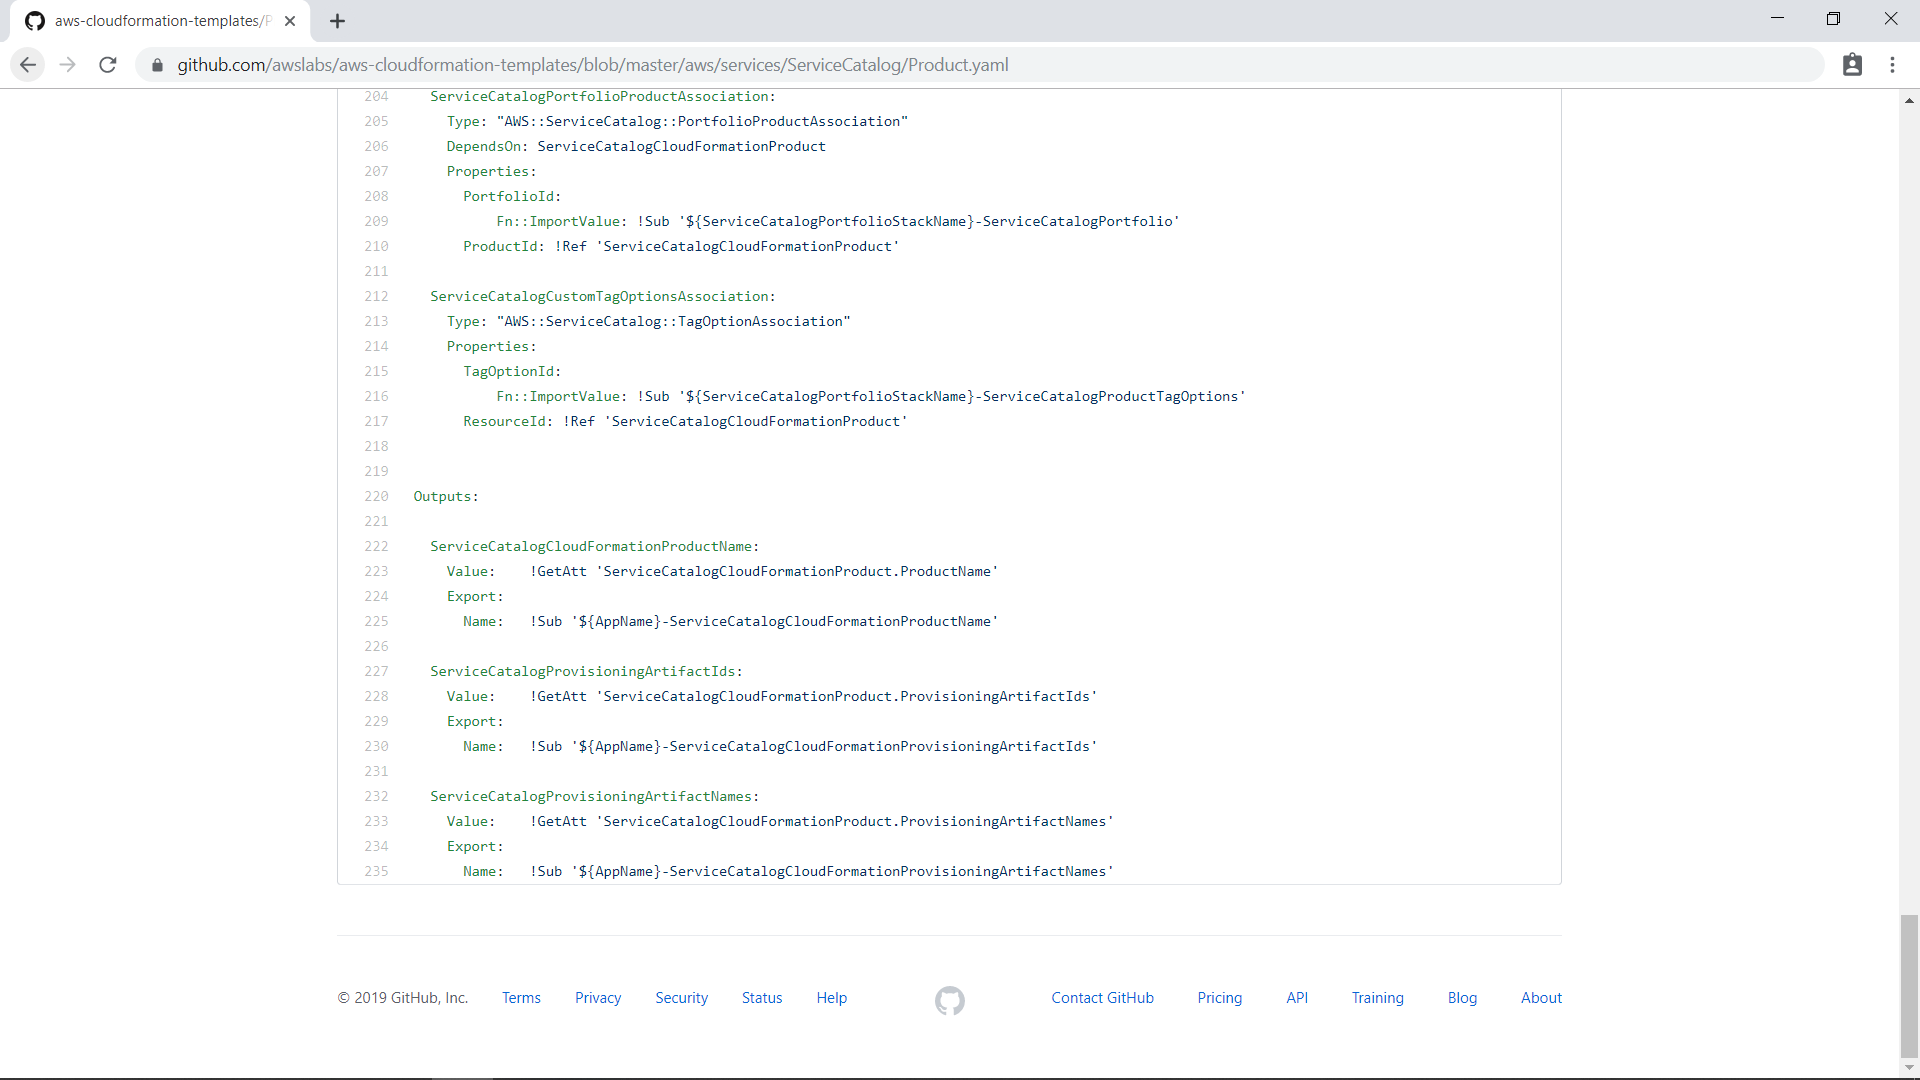 aws-cloudformation-templates/P
github.com/awslabs/aws-cloudformation-templates/blob/master/aws/services/ServiceCatalog/Product.yaml
204 ServiceCatalogPortfolioProductAssociation:
205 Type: "AWS::ServiceCatalog::PortfolioProductAssociation"
206 DependsOn: ServiceCatalogCloudFormationProduct
207 Properties:
208 PortfolioId:
209 Fn::ImportValue: !Sub '${ServiceCatalogPortfolioStackName}-ServiceCatalogPortfolio'
210 ProductId: !Ref 'ServiceCatalogCloudFormationProduct'
211
212 ServiceCatalogCustomTagOptionsAssociation:
213 Type: "AWS::ServiceCatalog::TagOptionAssociation"
214 Properties:
215 TagOptionId:
216 Fn::ImportValue: !Sub '${ServiceCatalogPortfolioStackName}-ServiceCatalogProductTagOptions'
217 ResourceId: !Ref 'ServiceCatalogCloudFormationProduct'
218
219
220 Outputs:
221
222 ServiceCatalogCloudFormationProductName:
223 Value: !GetAtt 'ServiceCatalogCloudFormationProduct.ProductName'
224 Export:
225 Name: !Sub '${AppName}-ServiceCatalogCloudFormationProductName'
226
227 ServiceCatalogProvisioningArtifactIds:
228 Value: !GetAtt 'ServiceCatalogCloudFormationProduct.ProvisioningArtifactIds'
229 Export:
230 Name: !Sub '${AppName}-ServiceCatalogCloudFormationProvisioningArtifactIds'
231
232 ServiceCatalogProvisioningArtifactNames:
233 Value: !GetAtt 'ServiceCatalogCloudFormationProduct.ProvisioningArtifactNames'
234 Export:
235 Name: !Sub '${AppName}-ServiceCatalogCloudFormationProvisioningArtifactNames'
© 2019 GitHub, Inc. Terms Privacy Security Status Help Contact GitHub Pricing API Training Blog About